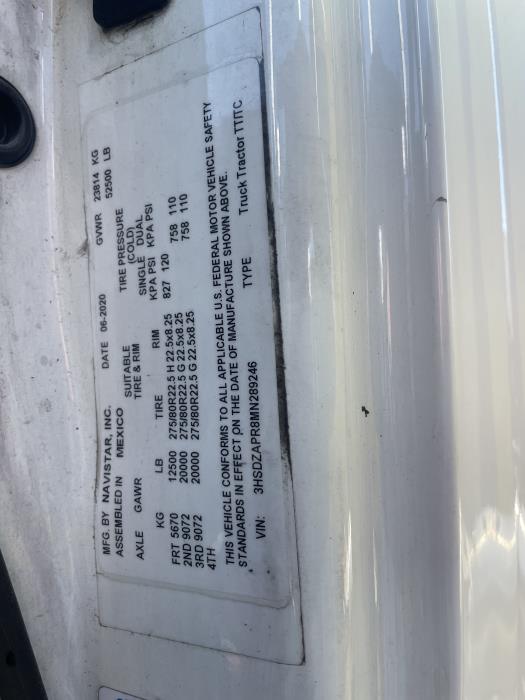 MFG. BY NAVISTAR, INC. DATE 06-2020 GVWR 23814 KG
ASSEMBLED IN MEXICO 52500 LB
SUITABLE TIRE PRESSURE
AXLE GAWR TIRE & RIM (COLD)
SINGLE DUAL
KG LB TIRE RIM KPA PSI KPA PSI
FRT 5670 12500 275/80R22.5 H 22.5x8.25 827 120
2ND 9072 20000 275/80R22.5 G 22.5x8.25 758 110
3RD 9072 20000 275/80R22.5 G 22.5x8.25 758 110
4TH
THIS VEHICLE CONFORMS TO ALL APPLICABLE U.S. FEDERAL MOTOR VEHICLE SAFETY
STANDARDS IN EFFECT ON THE DATE OF MANUFACTURE SHOWN ABOVE.
VIN: 3HSDZAPR8MN289246 TYPE Truck Tractor TT/TC